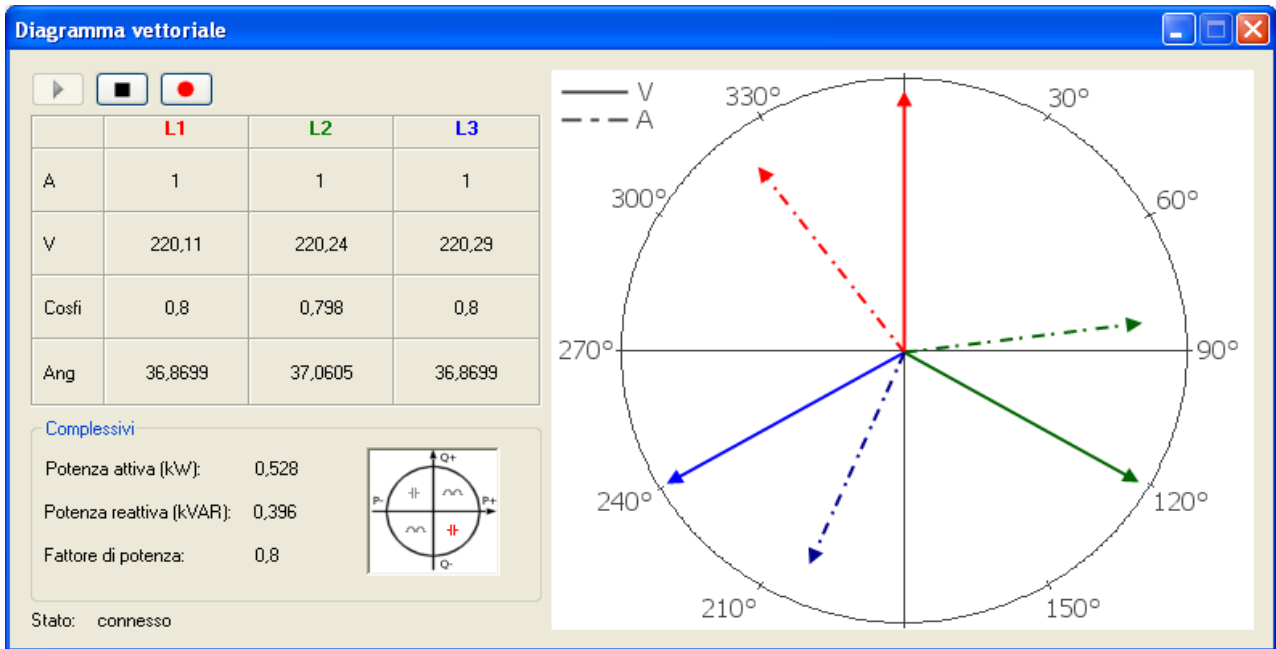 Diagramma vettoriale
L1 L2 L3
A 1 1 1
V 220,11 220,24 220,29
Cosfi 0,8 0,798 0,8
Ang 36,8699 37,0605 36,8699
Complessivi
Potenza attiva (kW): 0,528
Potenza reattiva (kVAR): 0,396
Fattore di potenza: 0,8
Q+
P- P+
Q-
Stato: connesso
V
A
330° 30°
300° 60°
270° 90°
240° 120°
210° 150°